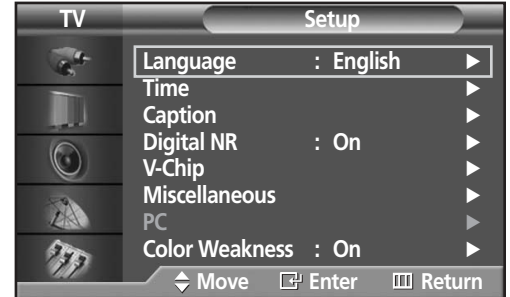 TV Setup
Language : English
Time
Caption
Digital NR : On
V-Chip
Miscellaneous
PC
Color Weakness : On
Move Enter Return